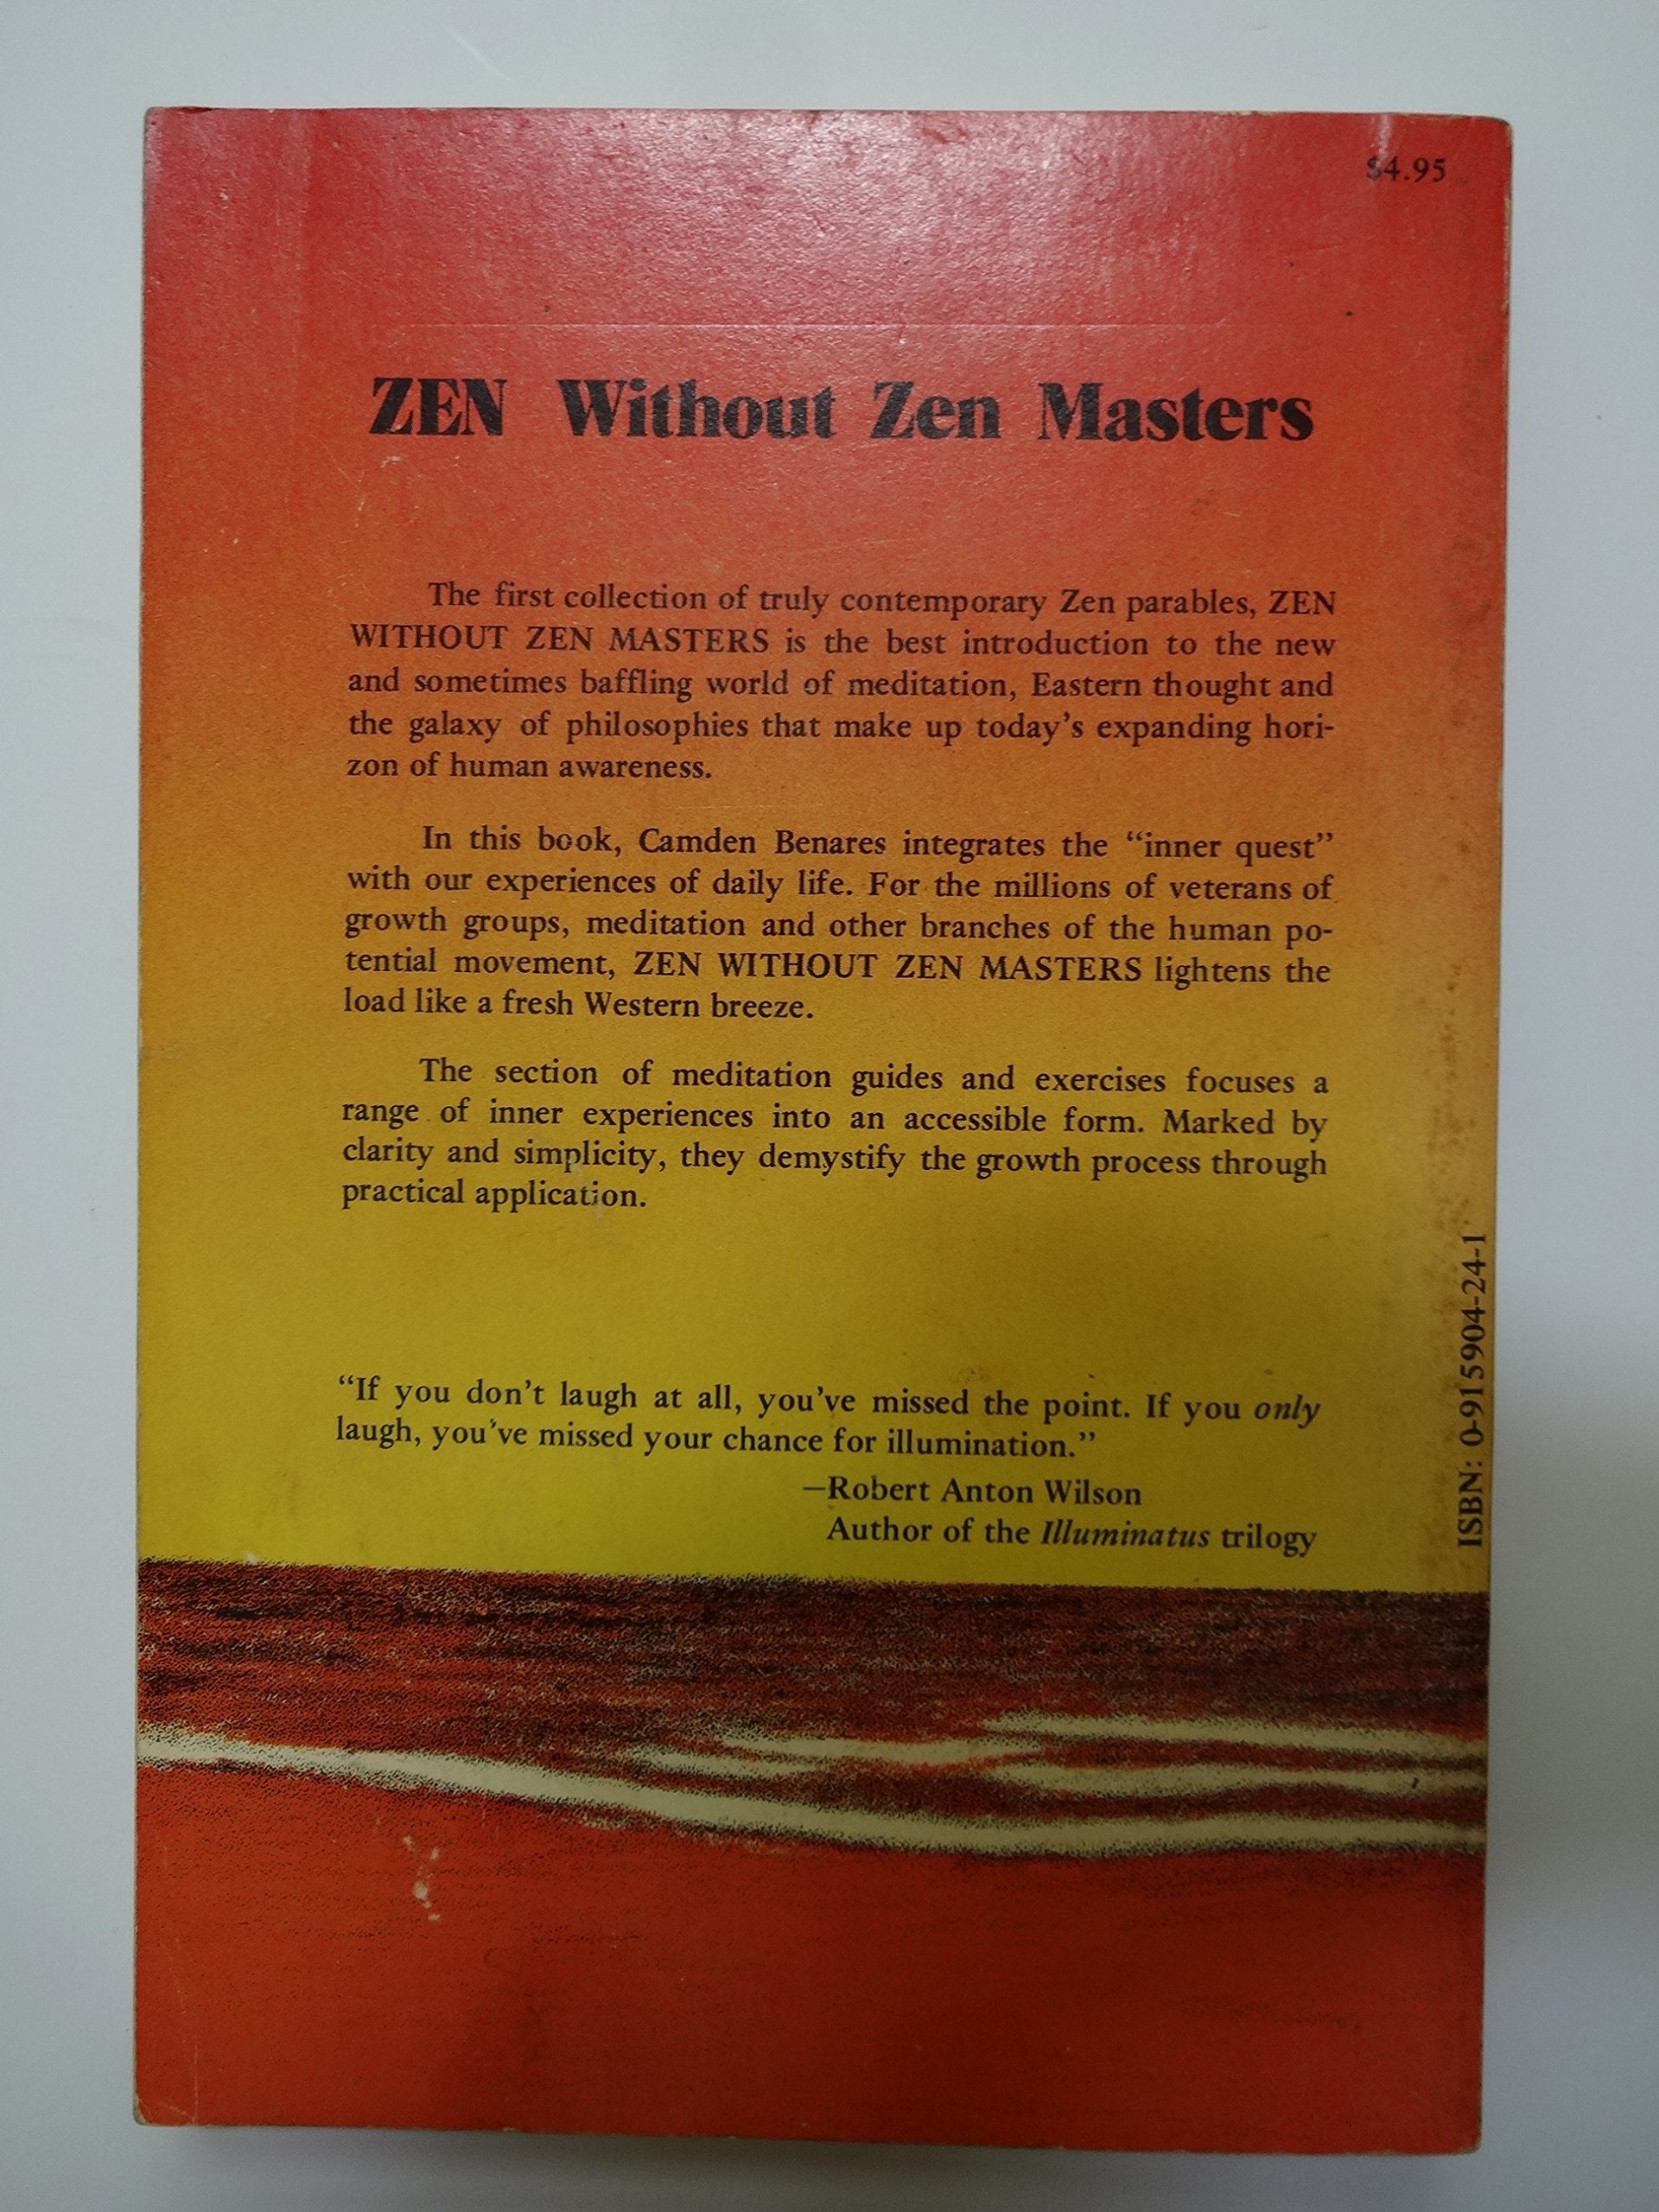 $4.95
ZEN Without Zen Masters
The first collection of truly contemporary Zen parables, ZEN
WITHOUT ZEN MASTERS is the best introduction to the new
and sometimes baffling world of meditation, Eastern thought and
the galaxy of philosophies that make up today's expanding hori-
zon of human awareness.
In this book, Camden Benares integrates the “inner quest”
with our experiences of daily life. For the millions of veterans of
growth groups, meditation and other branches of the human po-
tential movement, ZEN WITHOUT ZEN MASTERS lightens the
load like a fresh Western breeze.
The section of meditation guides and exercises focuses a
range of inner experiences into an accessible form. Marked by
clarity and simplicity, they demystify the growth process through
practical application.
“If you don't laugh at all, you've missed the point. If you only
laugh, you've missed your chance for illumination.”
—Robert Anton Wilson
Author of the Illuminatus trilogy
ISBN: 0-915904-24-1